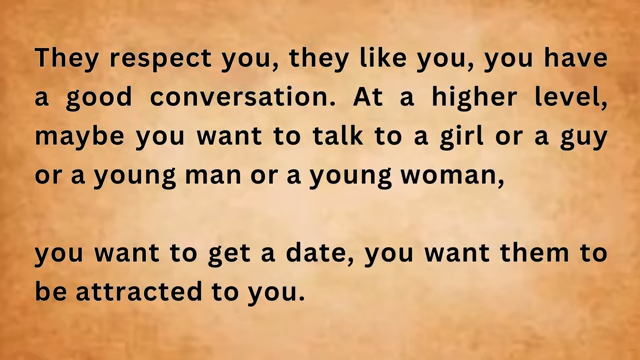 They respect you, they like you, you have
a good conversation. At a higher level,
maybe you want to talk to a girl or a guy
or a young man or a young woman,
you want to get a date, you want them to
be attracted to you.